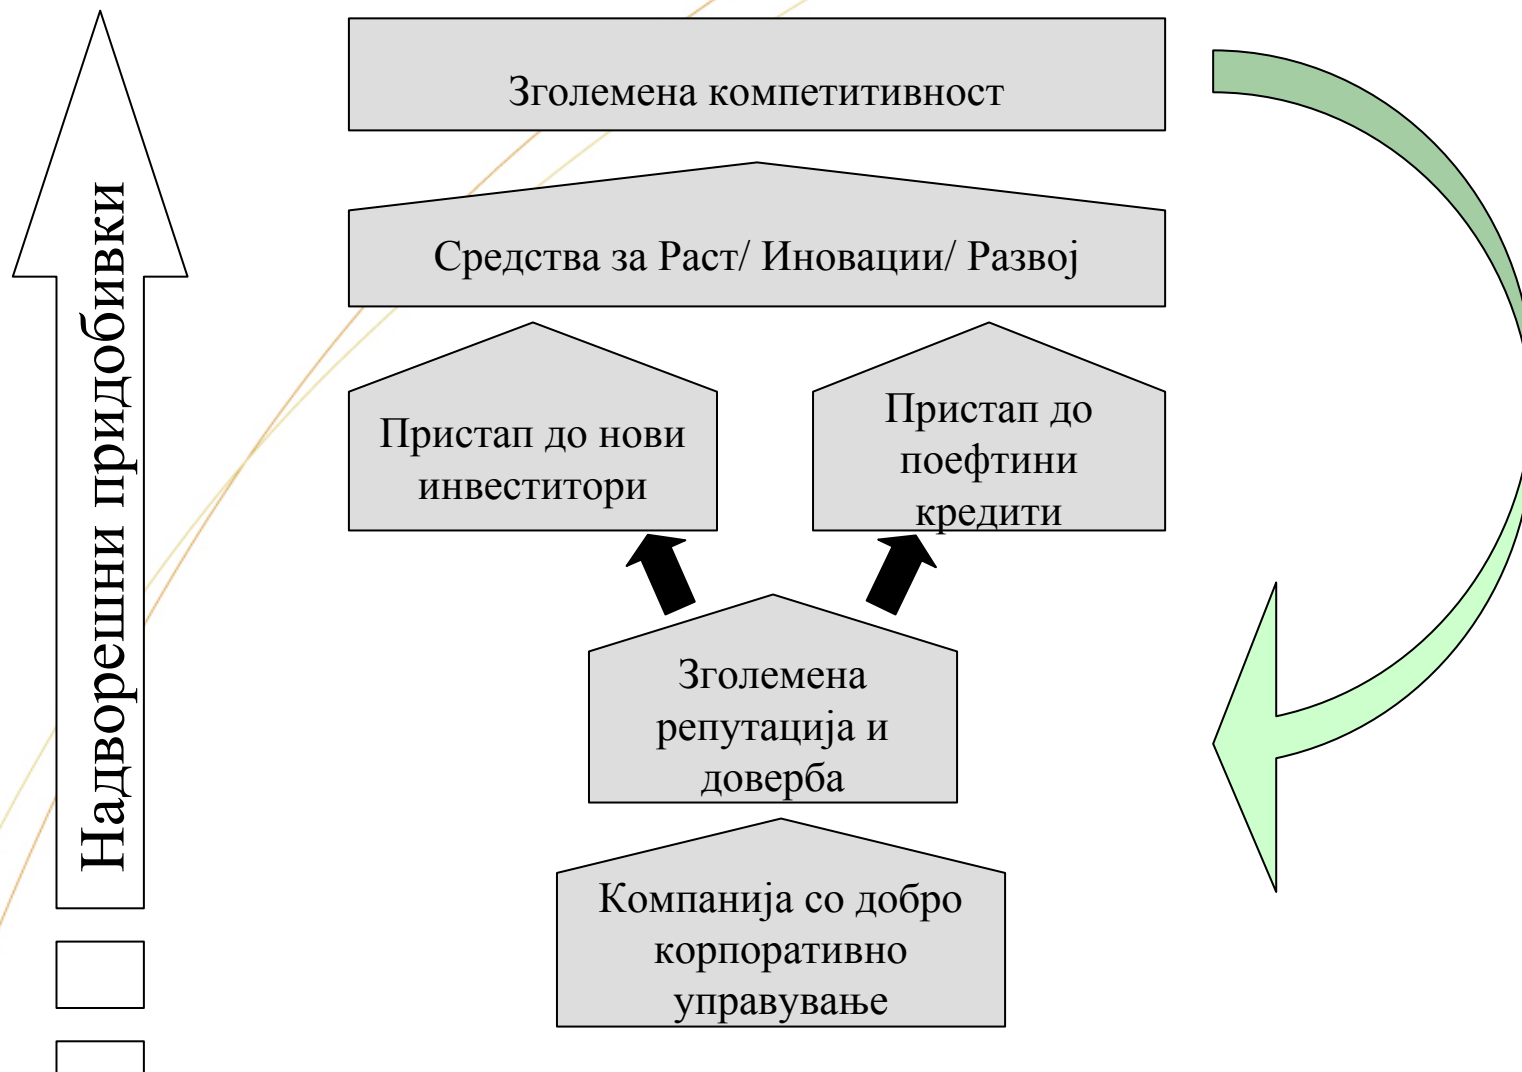 Зголемена компетитивност
Средства за Раст/ Иновации/ Развој
Пристап до нови
инвеститори
Пристап до
поефтини
кредити
Зголемена
репутација и
доверба
Компанија со добро
корпоративно
управување
Надворешни придобивки